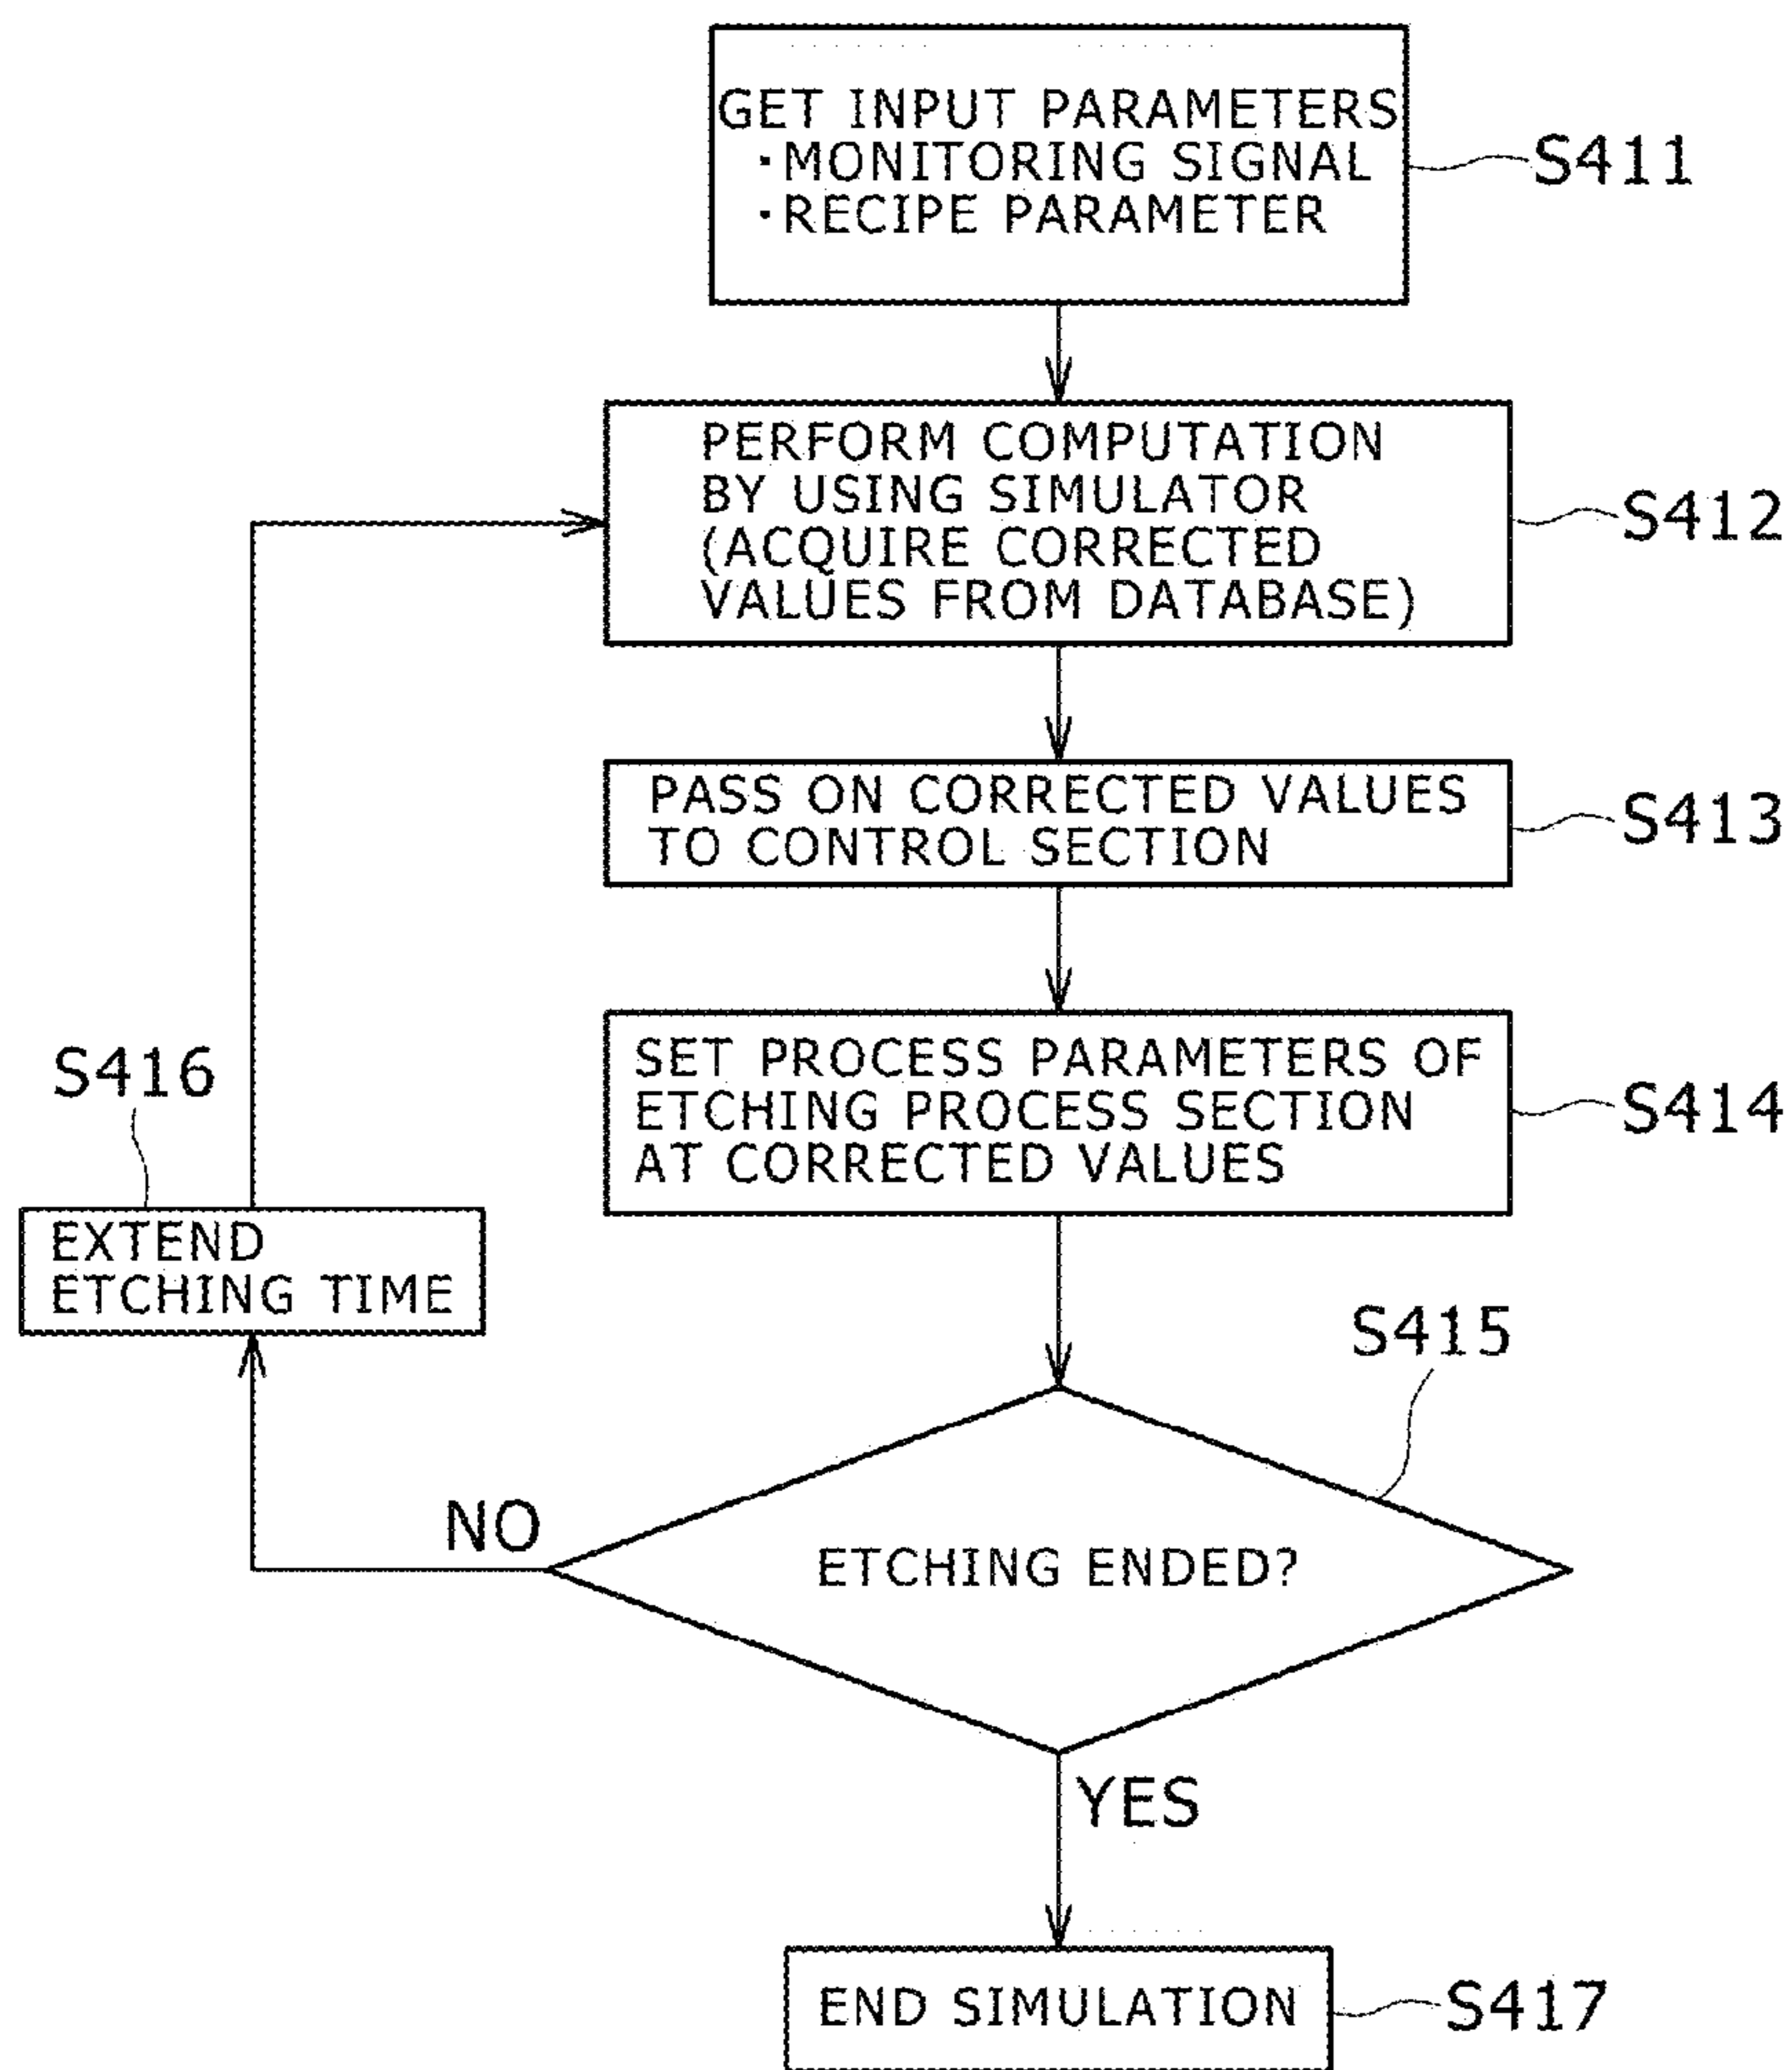 GET INPUT PARAMETERS
·MONITORING SIGNAL
·RECIPE PARAMETER
S411
PERFORM COMPUTATION
BY USING SIMULATOR
(ACQUIRE CORRECTED
VALUES FROM DATABASE)
S412
PASS ON CORRECTED VALUES
TO CONTROL SECTION
S413
SET PROCESS PARAMETERS OF
ETCHING PROCESS SECTION
AT CORRECTED VALUES
S414
S416
EXTEND
ETCHING TIME
S415
NO
ETCHING ENDED?
YES
END SIMULATION
S417